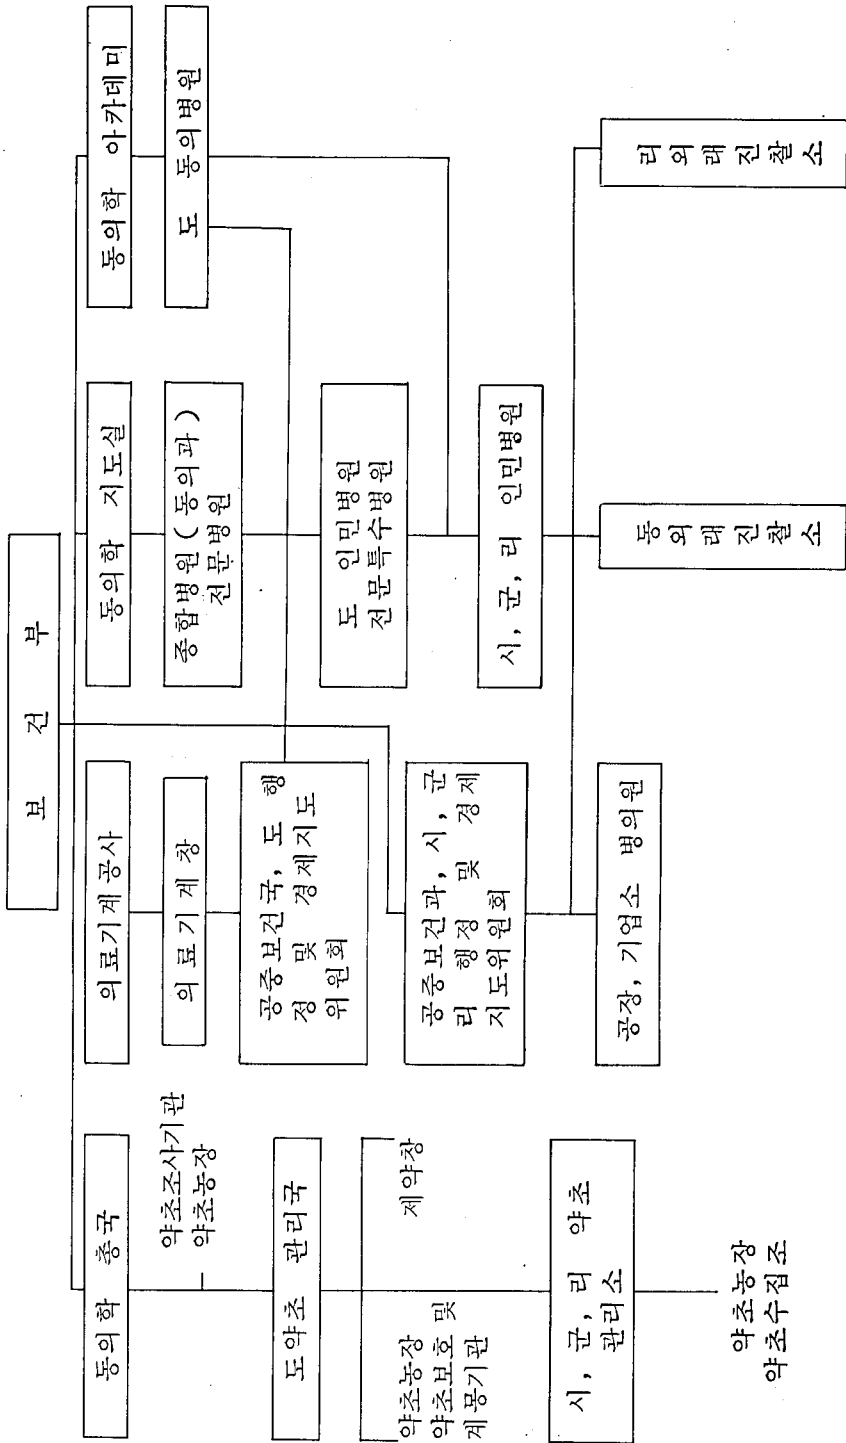 보 건 부
동의학 총국
의료기계공사
동의학 지도실
동의학 아카데미
약초조사기관
약초농장
의료기계창
종합병원(동의과)
전문병원
도 동의병원
도약초 관리국
공중보건국, 도 행
정 및 경제지도
위원회
도 인민병원
전문특수병원
약초농장
약초보호 및
계몽기관
제약창
공중보건과, 시, 군
리 행정 및 경제
지도위원회
시, 군, 리 인민병원
시, 군, 리 약초
관리소
공장, 기업소 병의원
동외래진찰소
리외래진찰소
약초농장
약초수집조